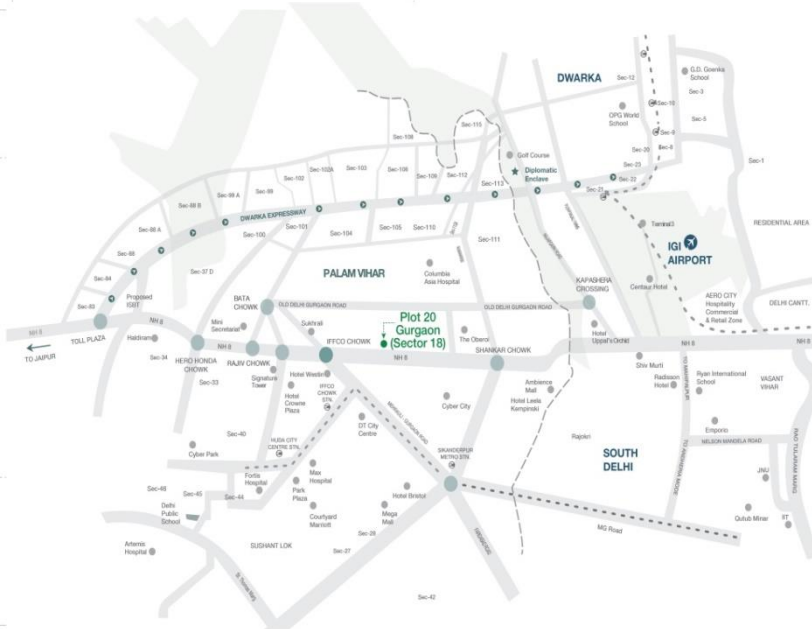 DWARKA
Sec-12
G.D. Goenka
School
Sec-3
Sec-10
OPG World
School
Sec-5
Sec-9
Sec-115
Sec-108
Sec-20
Sec-6
Golf Course
Sec-1
Sec-23
Sec-102A
Sec-103
Sec-106
Sec-109
Sec-112
Diplomatic
Enclave
Sec-22
Sec-102
Sec-113
Sec-21
Sec-99
Sec-99 A
Sec-88 B
DWARKA EXPRESSWAY
Sec-88 A
Sec-101
Sec-100
Sec-104
Sec-105
Sec-110
Sec-111
Terminal3
RESIDENTIAL AREA
Sec-88
IGI
AIRPORT
Sec-84
Sec-37 D
PALAM VIHAR
Columbia
Asia Hospital
KAPASHERA
CROSSING
Centaur Hotel
Proposed
ISBT
BATA
CHOWK
OLD DELHI GURGAON ROAD
OLD DELHI GURGAON ROAD
AERO CITY
Hospitality
Commercial
& Retail Zone
DELHI CANTT.
NH 8
NH 8
Mini
Secretariat
Sukhrali
Plot 20
Gurgaon
(Sector 18)
The Oberoi
Hotel
TOLL PLAZA
Haldiram
IFFCO CHOWK
NH 8
NH 8
TO JAIPUR
Sec-34
HERO HONDA
CHOWK
NH 8
RAJIV CHOWK
NH 8
SHANKAR CHOWK
Shiv Murti
Signature
Tower
Hotel Westin
Radisson
Hotel
Ryan International
School
VASANT
VIHAR
Sec-33
Hotel
Crowne
Plaza
IFFCO
CHOWK
STN.
Ambience
Mall
Hotel Leela
Kempinski
Cyber City
DT City
Centre
MEHRAULI - GURGAON ROAD
Emporio
Sec-40
HUDA CITY
CENTRE STN.
Rajokri
NELSON MANDELA ROAD
Cyber Park
SIKANDERPUR
METRO STN.
SOUTH
DELHI
RAO TULARAM MARG
Fortis
Hospital
Max
Hospital
JNU
Sec-45
Sec-44
Park
Plaza
Hotel Bristol
Delhi
Public
School
Courtyard
Marriott
Mega
Mall
Qutub Minar
IIT
MG Road
Sec-28
Artemis
Hospital
SUSHANT LOK
Sec-27
Sec-42